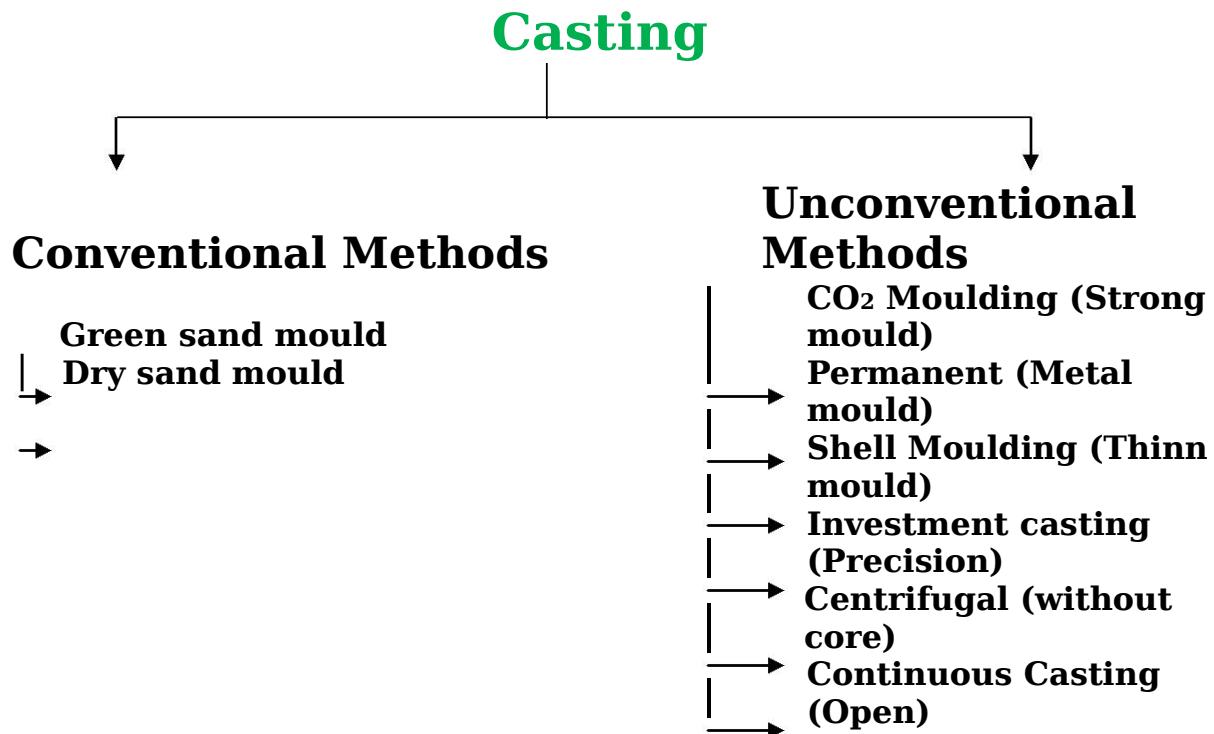 Casting
Conventional Methods
Green sand mould
Dry sand mould
Unconventional
Methods
CO₂ Moulding (Strong
mould)
Permanent (Metal
mould)
Shell Moulding (Thinn
mould)
Investment casting
(Precision)
Centrifugal (without
core)
Continuous Casting
(Open)